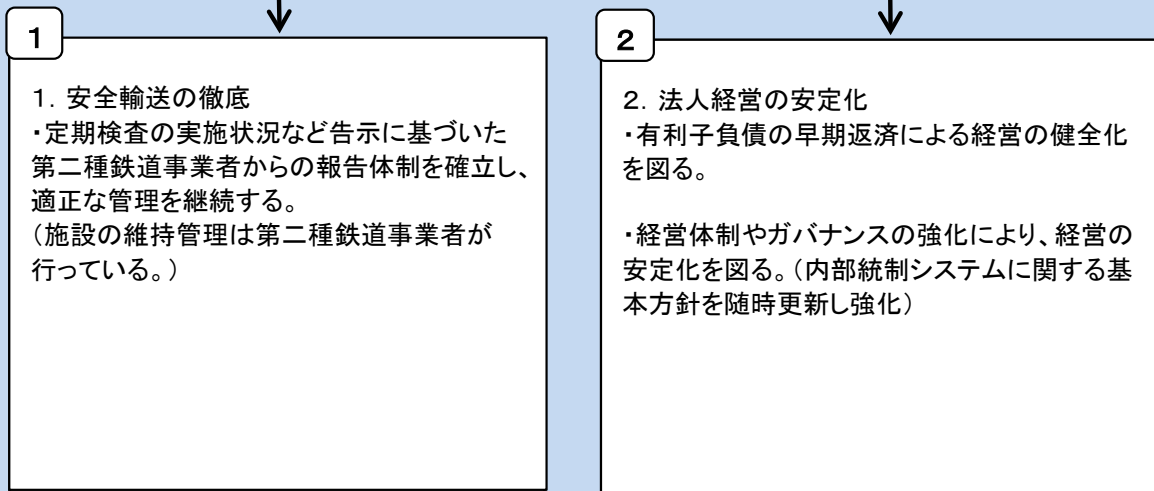 1
1．安全輸送の徹底
・定期検査の実施状況など告示に基づいた
第二種鉄道事業者からの報告体制を確立し、
適正な管理を継続する。
（施設の維持管理は第二種鉄道事業者が
行っている。）
2
2．法人経営の安定化
・有利子負債の早期返済による経営の健全化
を図る。
・経営体制やガバナンスの強化により、経営の
安定化を図る。（内部統制システムに関する基
本方針を随時更新し強化）